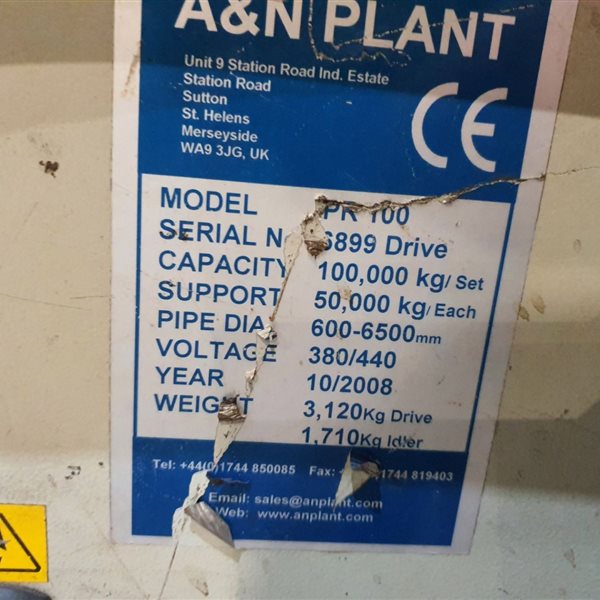 A&N PLANT
Unit 9 Station Road Ind. Estate
Station Road
Sutton
St. Helens
Merseyside
WA9 3JG, UK
CE
MODEL PR 100
SERIAL N 6899 Drive
CAPACITY 100,000 kg/ Set
SUPPORT 50,000 kg/ Each
PIPE DIA 600-6500mm
VOLTAGE 380/440
YEAR 10/2008
WEIGHT 3,120Kg Drive
1,710Kg Idler
Tel: +44(0)1744 850085 Fax: 1744 819403
Email: sales@anplant.com
Web: www.anplant.com